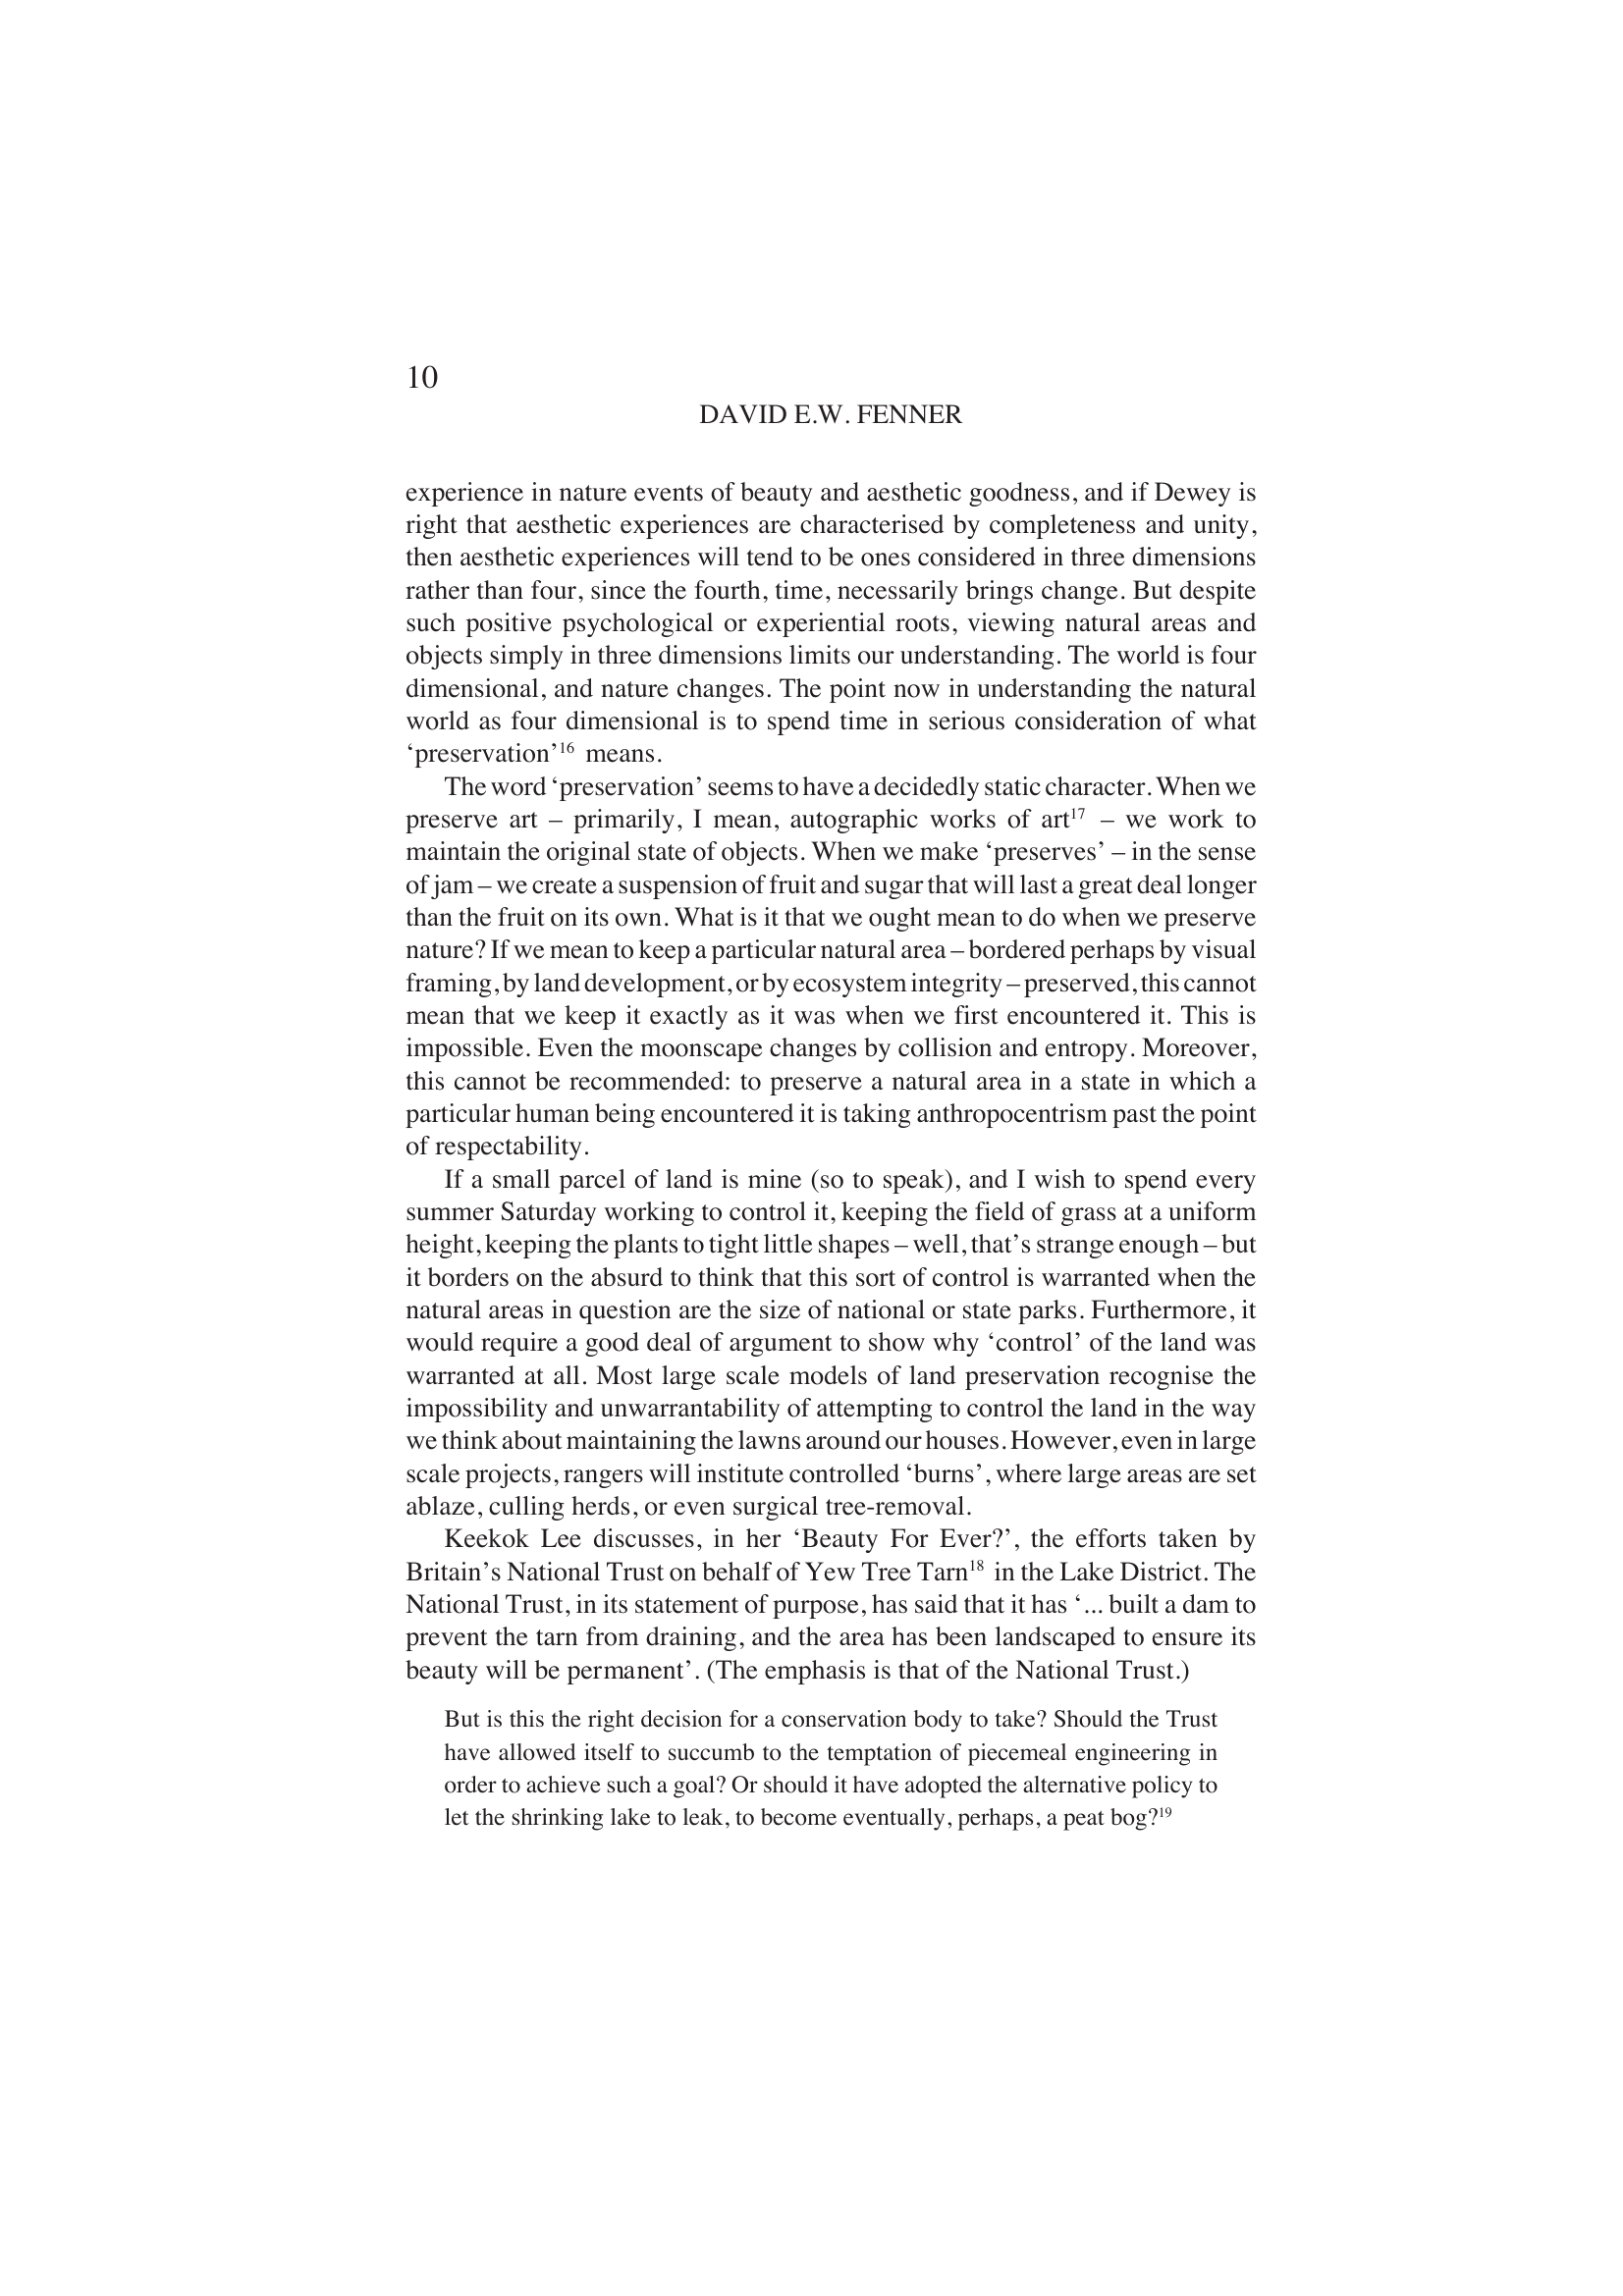 10
DAVID E.W. FENNER
experience in nature events of beauty and aesthetic goodness, and if Dewey is
right that aesthetic experiences are characterised by completeness and unity,
then aesthetic experiences will tend to be ones considered in three dimensions
rather than four, since the fourth, time, necessarily brings change. But despite
such positive psychological or experiential roots, viewing natural areas and
objects simply in three dimensions limits our understanding. The world is four
dimensional, and nature changes. The point now in understanding the natural
world as four dimensional is to spend time in serious consideration of what
‘preservation’16 means.
The word ‘preservation’ seems to have a decidedly static character. When we
preserve art – primarily, I mean, autographic works of art17 – we work to
maintain the original state of objects. When we make ‘preserves’ – in the sense
of jam – we create a suspension of fruit and sugar that will last a great deal longer
than the fruit on its own. What is it that we ought mean to do when we preserve
nature? If we mean to keep a particular natural area – bordered perhaps by visual
framing, by land development, or by ecosystem integrity – preserved, this cannot
mean that we keep it exactly as it was when we first encountered it. This is
impossible. Even the moonscape changes by collision and entropy. Moreover,
this cannot be recommended: to preserve a natural area in a state in which a
particular human being encountered it is taking anthropocentrism past the point
of respectability.
If a small parcel of land is mine (so to speak), and I wish to spend every
summer Saturday working to control it, keeping the field of grass at a uniform
height, keeping the plants to tight little shapes – well, that’s strange enough – but
it borders on the absurd to think that this sort of control is warranted when the
natural areas in question are the size of national or state parks. Furthermore, it
would require a good deal of argument to show why ‘control’ of the land was
warranted at all. Most large scale models of land preservation recognise the
impossibility and unwarrantability of attempting to control the land in the way
we think about maintaining the lawns around our houses. However, even in large
scale projects, rangers will institute controlled ‘burns’, where large areas are set
ablaze, culling herds, or even surgical tree-removal.
Keekok Lee discusses, in her ‘Beauty For Ever?’, the efforts taken by
Britain’s National Trust on behalf of Yew Tree Tarn18 in the Lake District. The
National Trust, in its statement of purpose, has said that it has ‘... built a dam to
prevent the tarn from draining, and the area has been landscaped to ensure its
beauty will be permanent’. (The emphasis is that of the National Trust.)
But is this the right decision for a conservation body to take? Should the Trust
have allowed itself to succumb to the temptation of piecemeal engineering in
order to achieve such a goal? Or should it have adopted the alternative policy to
let the shrinking lake to leak, to become eventually, perhaps, a peat bog?19